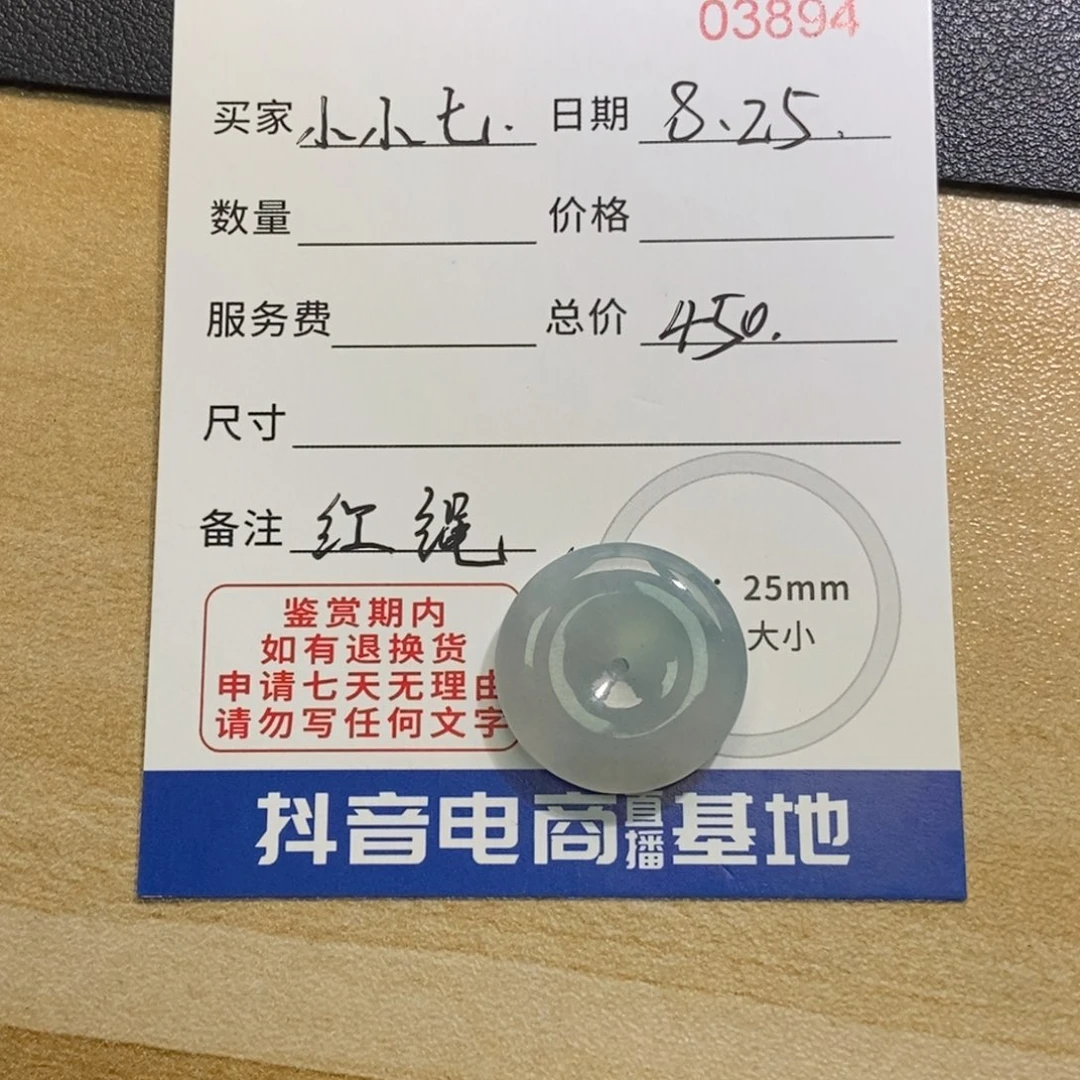 03894
买家 小小七. 日期 8.25.
数量 价格
服务费 总价 450.
尺寸
备注 红绳
: 25mm
大小
鉴赏期内
如有退换货
申请七天无理由
请勿写任何文字
抖音电商直播基地